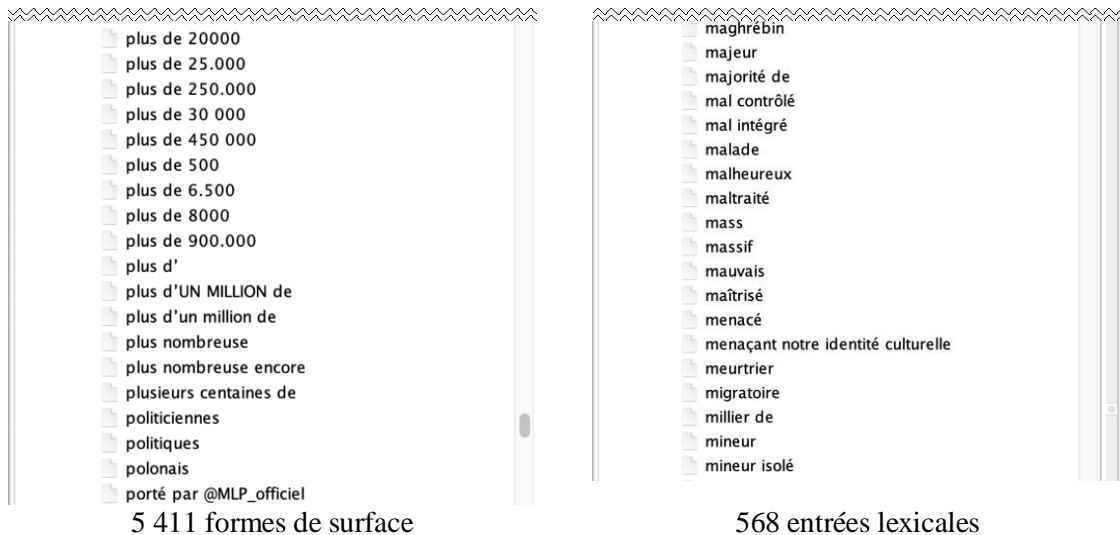 plus de 20000
plus de 25.000
plus de 250.000
plus de 30 000
plus de 450 000
plus de 500
plus de 6.500
plus de 8000
plus de 900.000
plus d’
plus d’UN MILLION de
plus d’un million de
plus nombreuse
plus nombreuse encore
plusieurs centaines de
politiciennes
politiques
polonais
porté par @MLP_officiel
5 411 formes de surface
maghrébin
majeur
majorité de
mal contrôlé
mal intégré
malade
malheureux
maltraité
mass
massif
mauvais
maîtrisé
menacé
menaçant notre identité culturelle
meurtrier
migratoire
millier de
mineur
mineur isolé
568 entrées lexicales